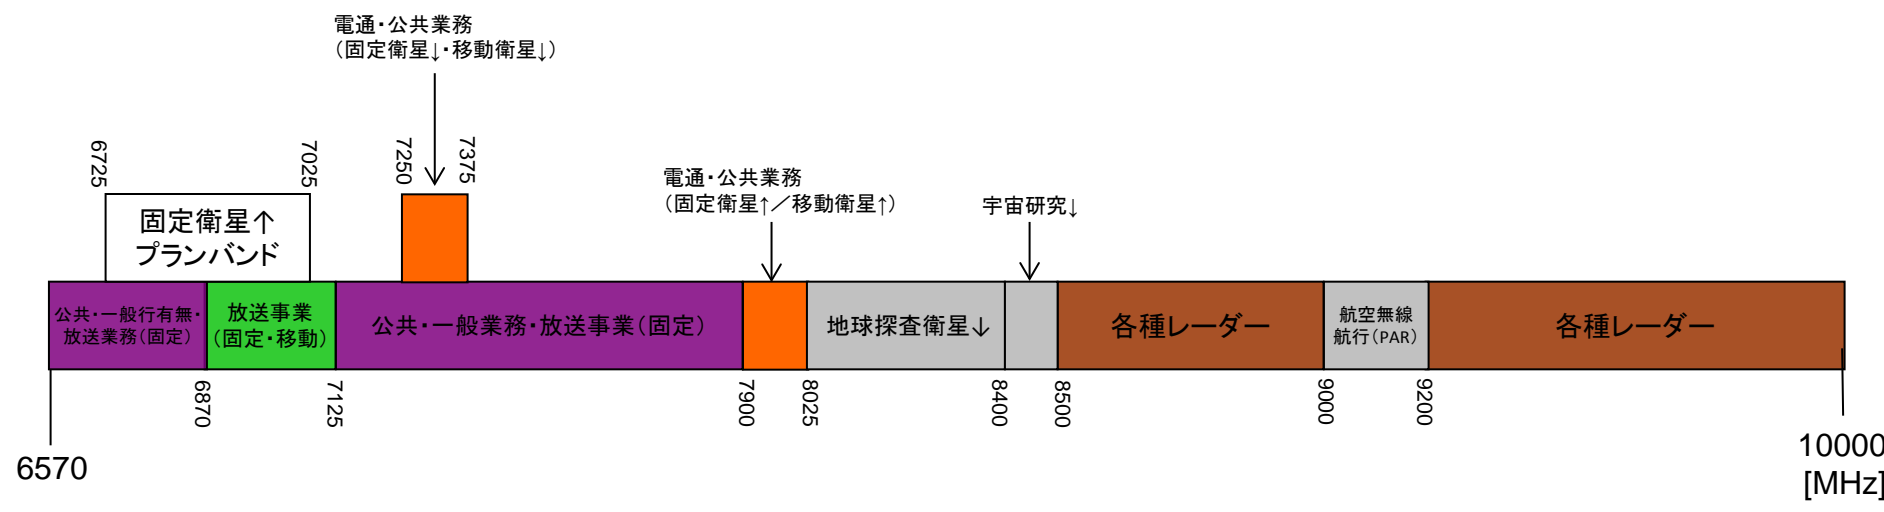 電通・公共業務
（固定衛星↓・移動衛星↓）
6725
7025
7250
7375
固定衛星↑
プランバンド
電通・公共業務
（固定衛星↑／移動衛星↑）
宇宙研究↓
公共・一般行有無・
放送業務（固定）
放送事業
（固定・移動）
公共・一般業務・放送事業（固定）
地球探査衛星↓
各種レーダー
航空無線
航行（PAR）
各種レーダー
6870
7125
7900
8025
8400
8500
9000
9200
6570
10000
[MHz]